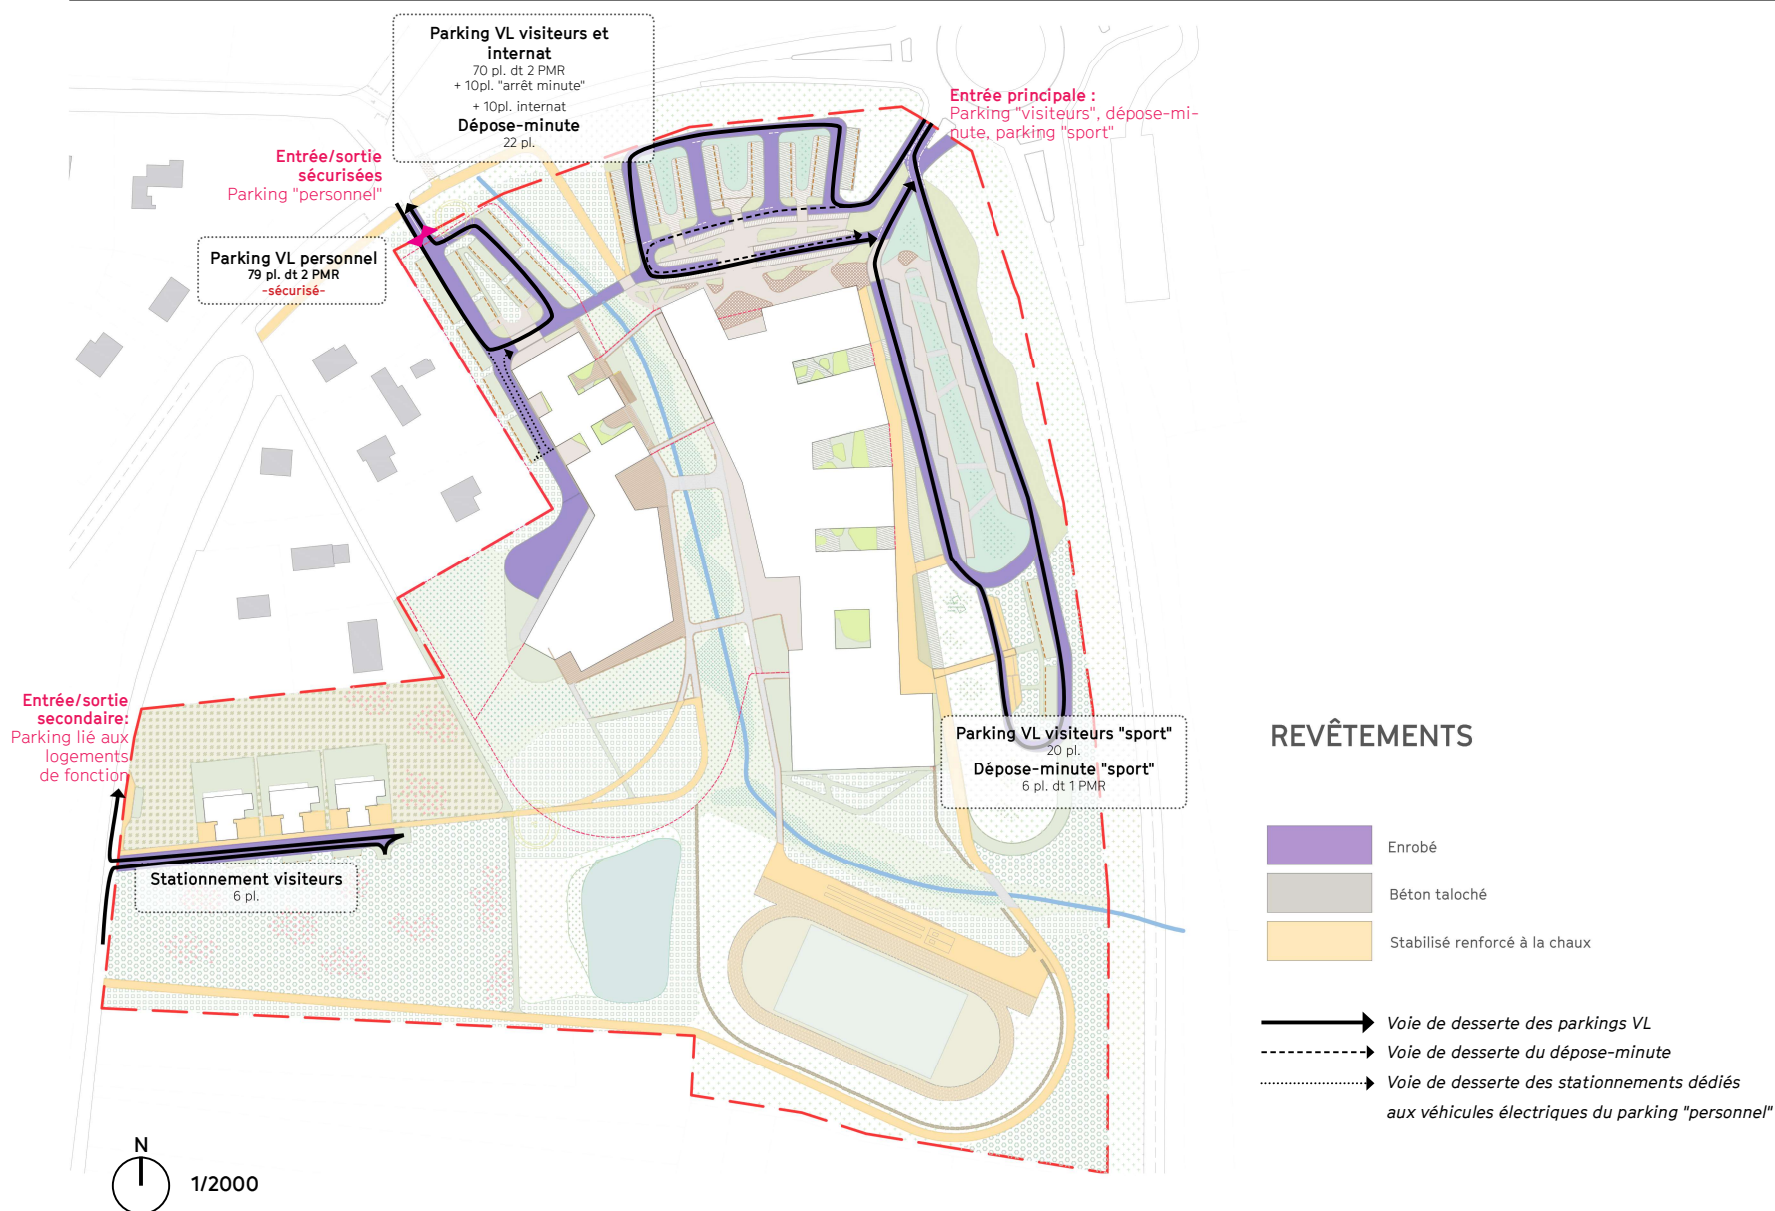 Parking VL visiteurs et
internat
70 pl. dt 2 PMR
+ 10pl. "arrêt minute"
+ 10pl. internat
Dépose-minute
22 pl.
Entrée principale :
Parking "visiteurs", dépose-mi-
nute, parking "sport"
Entrée/sortie
sécurisées
Parking "personnel"
Parking VL personnel
79 pl. dt 2 PMR
-sécurisé-
Entrée/sortie
secondaire:
Parking lié aux
logements
de fonction
Stationnement visiteurs
6 pl.
Parking VL visiteurs "sport"
20 pl.
Dépose-minute "sport"
6 pl. dt 1 PMR
REVÊTEMENTS
Enrobé
Béton taloché
Stabilisé renforcé à la chaux
Voie de desserte des parkings VL
Voie de desserte du dépose-minute
Voie de desserte des stationnements dédiés
aux véhicules électriques du parking "personnel"
N
1/2000